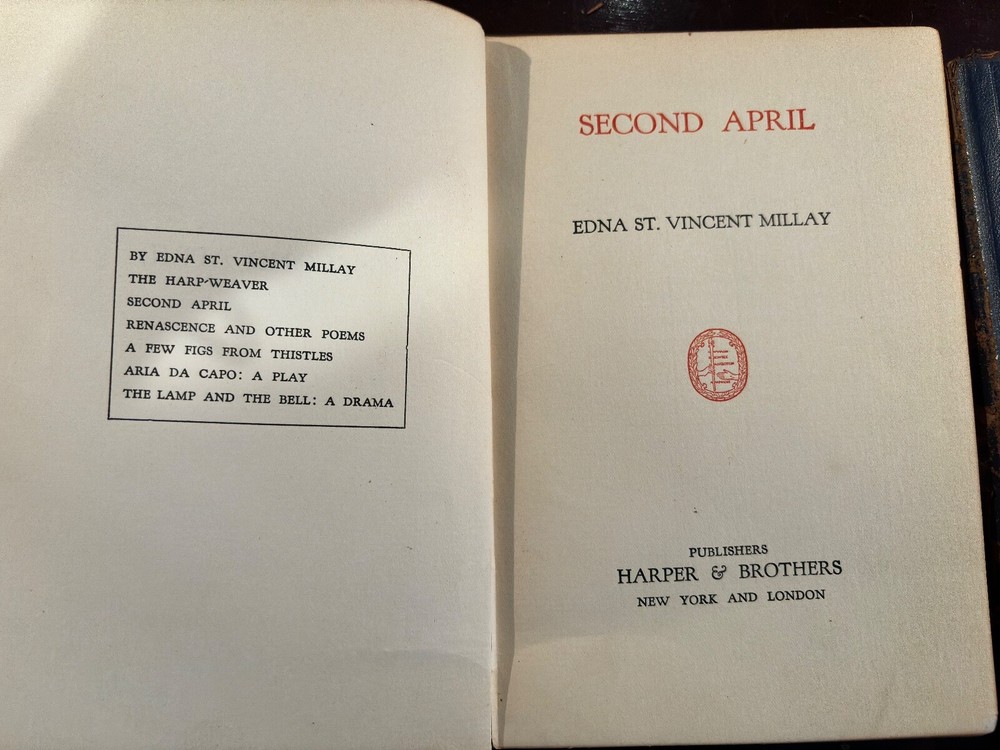 BY EDNA ST. VINCENT MILLAY
THE HARP-WEAVER
SECOND APRIL
RENASCENCE AND OTHER POEMS
A FEW FIGS FROM THISTLES
ARIA DA CAPO: A PLAY
THE LAMP AND THE BELL: A DRAMA
SECOND APRIL
EDNA ST. VINCENT MILLAY
PUBLISHERS
HARPER & BROTHERS
NEW YORK AND LONDON